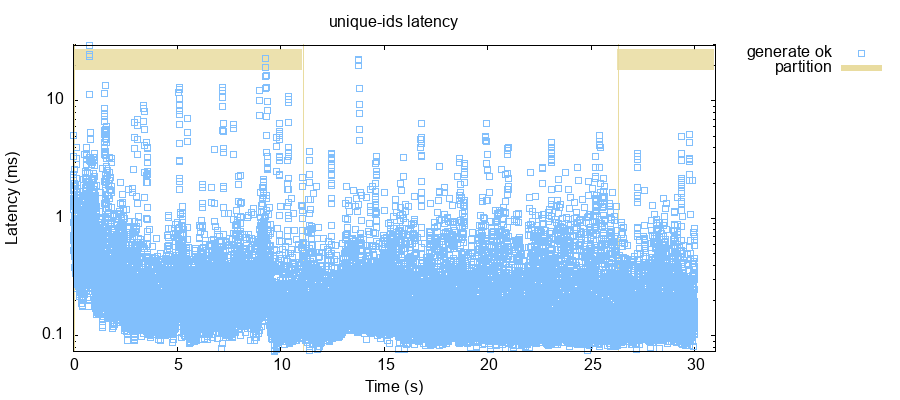 unique-ids latency
generate ok
partition
10
1
0.1
Latency (ms)
0 5 10 15 20 25 30
Time (s)